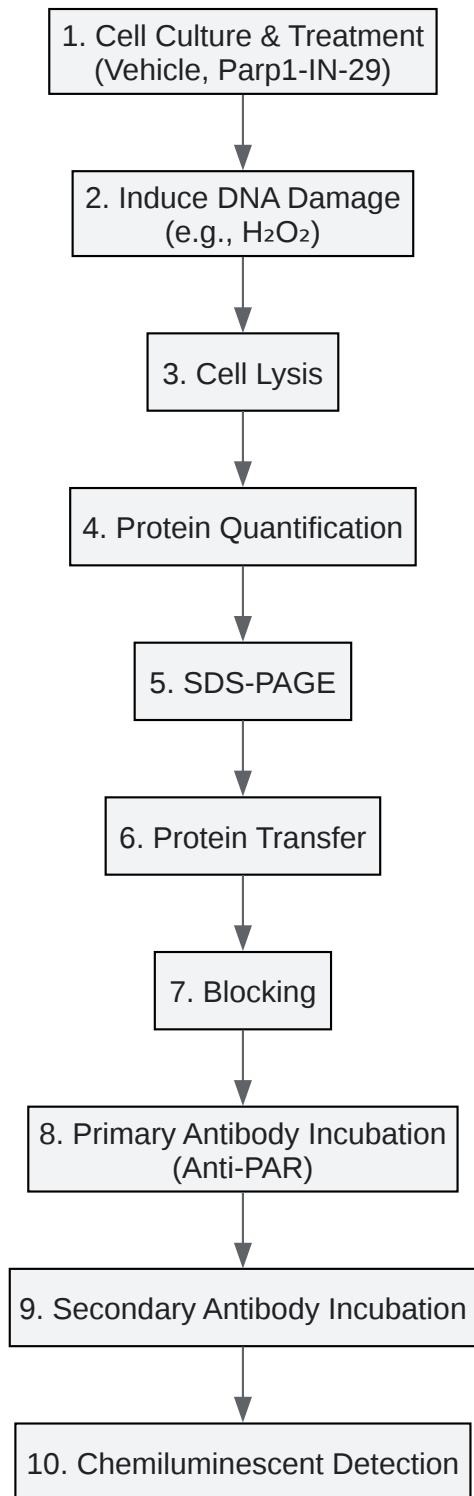 1. Cell Culture & Treatment
(Vehicle, Parp1-IN-29)
2. Induce DNA Damage
(e.g., H₂O₂)
3. Cell Lysis
4. Protein Quantification
5. SDS-PAGE
6. Protein Transfer
7. Blocking
8. Primary Antibody Incubation
(Anti-PAR)
9. Secondary Antibody Incubation
10. Chemiluminescent Detection